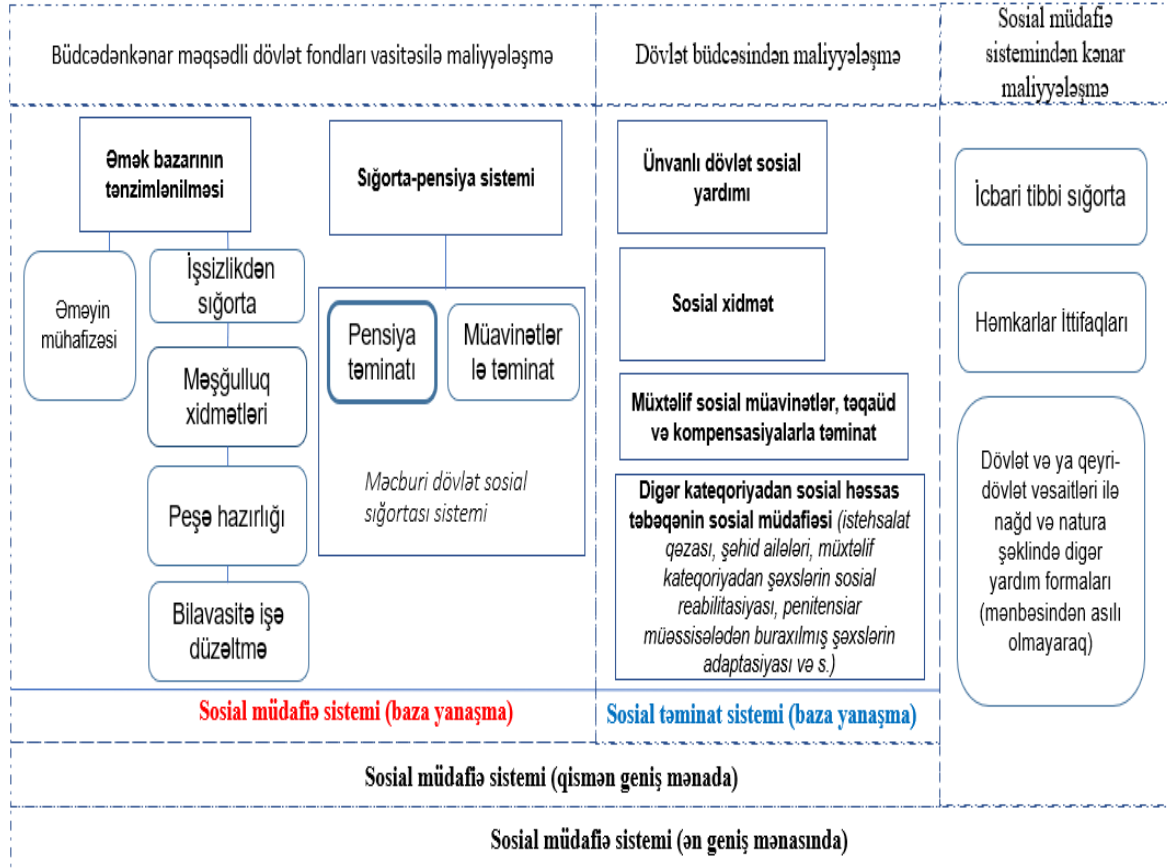 Büdcədənkənar məqsədli dövlət fondları vasitəsilə maliyyələşmə
Dövlət büdcəsindən maliyyələşmə
Sosial müdafiə
sistemindən kənar
maliyyələşmə
Əmək bazarının
tənzimlənilməsi
Əməyin
mühafizəsi
İşsizlikdən
sığorta
Məşğulluq
xidmətləri
Peşə hazırlığı
Bilavasitə işə
düzəltmə
Sığorta-pensiya sistemi
Pensiya
təminatı
Müavinətlər
lə təminat
Məcburi dövlət sosial
sığortası sistemi
Ünvanlı dövlət sosial
yardımı
Sosial xidmət
Müxtəlif sosial müavinətlər, təqaüd
və kompensasiyalarla təminat
Digər kateqoriyadan sosial həssas
təbəqənin sosial müdafiəsi (istehsalat
qəzası, şəhid ailələri, müxtəlif
kateqoriyadan şəxslərin sosial
reabilitasiyası, penitensiar
müəssisələdən buraxılmış şəxslərin
adaptasiyası və s.)
İcbari tibbi sığorta
Həmkarlar İttifaqları
Dövlət və ya qeyri-
dövlət vəsaitləri ilə
nağd və natura
şəklində digər
yardım formaları
(mənbəsindən asılı
olmayaraq)
Sosial müdafiə sistemi (baza yanaşma)
Sosial təminat sistemi (baza yanaşma)
Sosial müdafiə sistemi (qismən geniş mənada)
Sosial müdafiə sistemi (ən geniş mənasında)